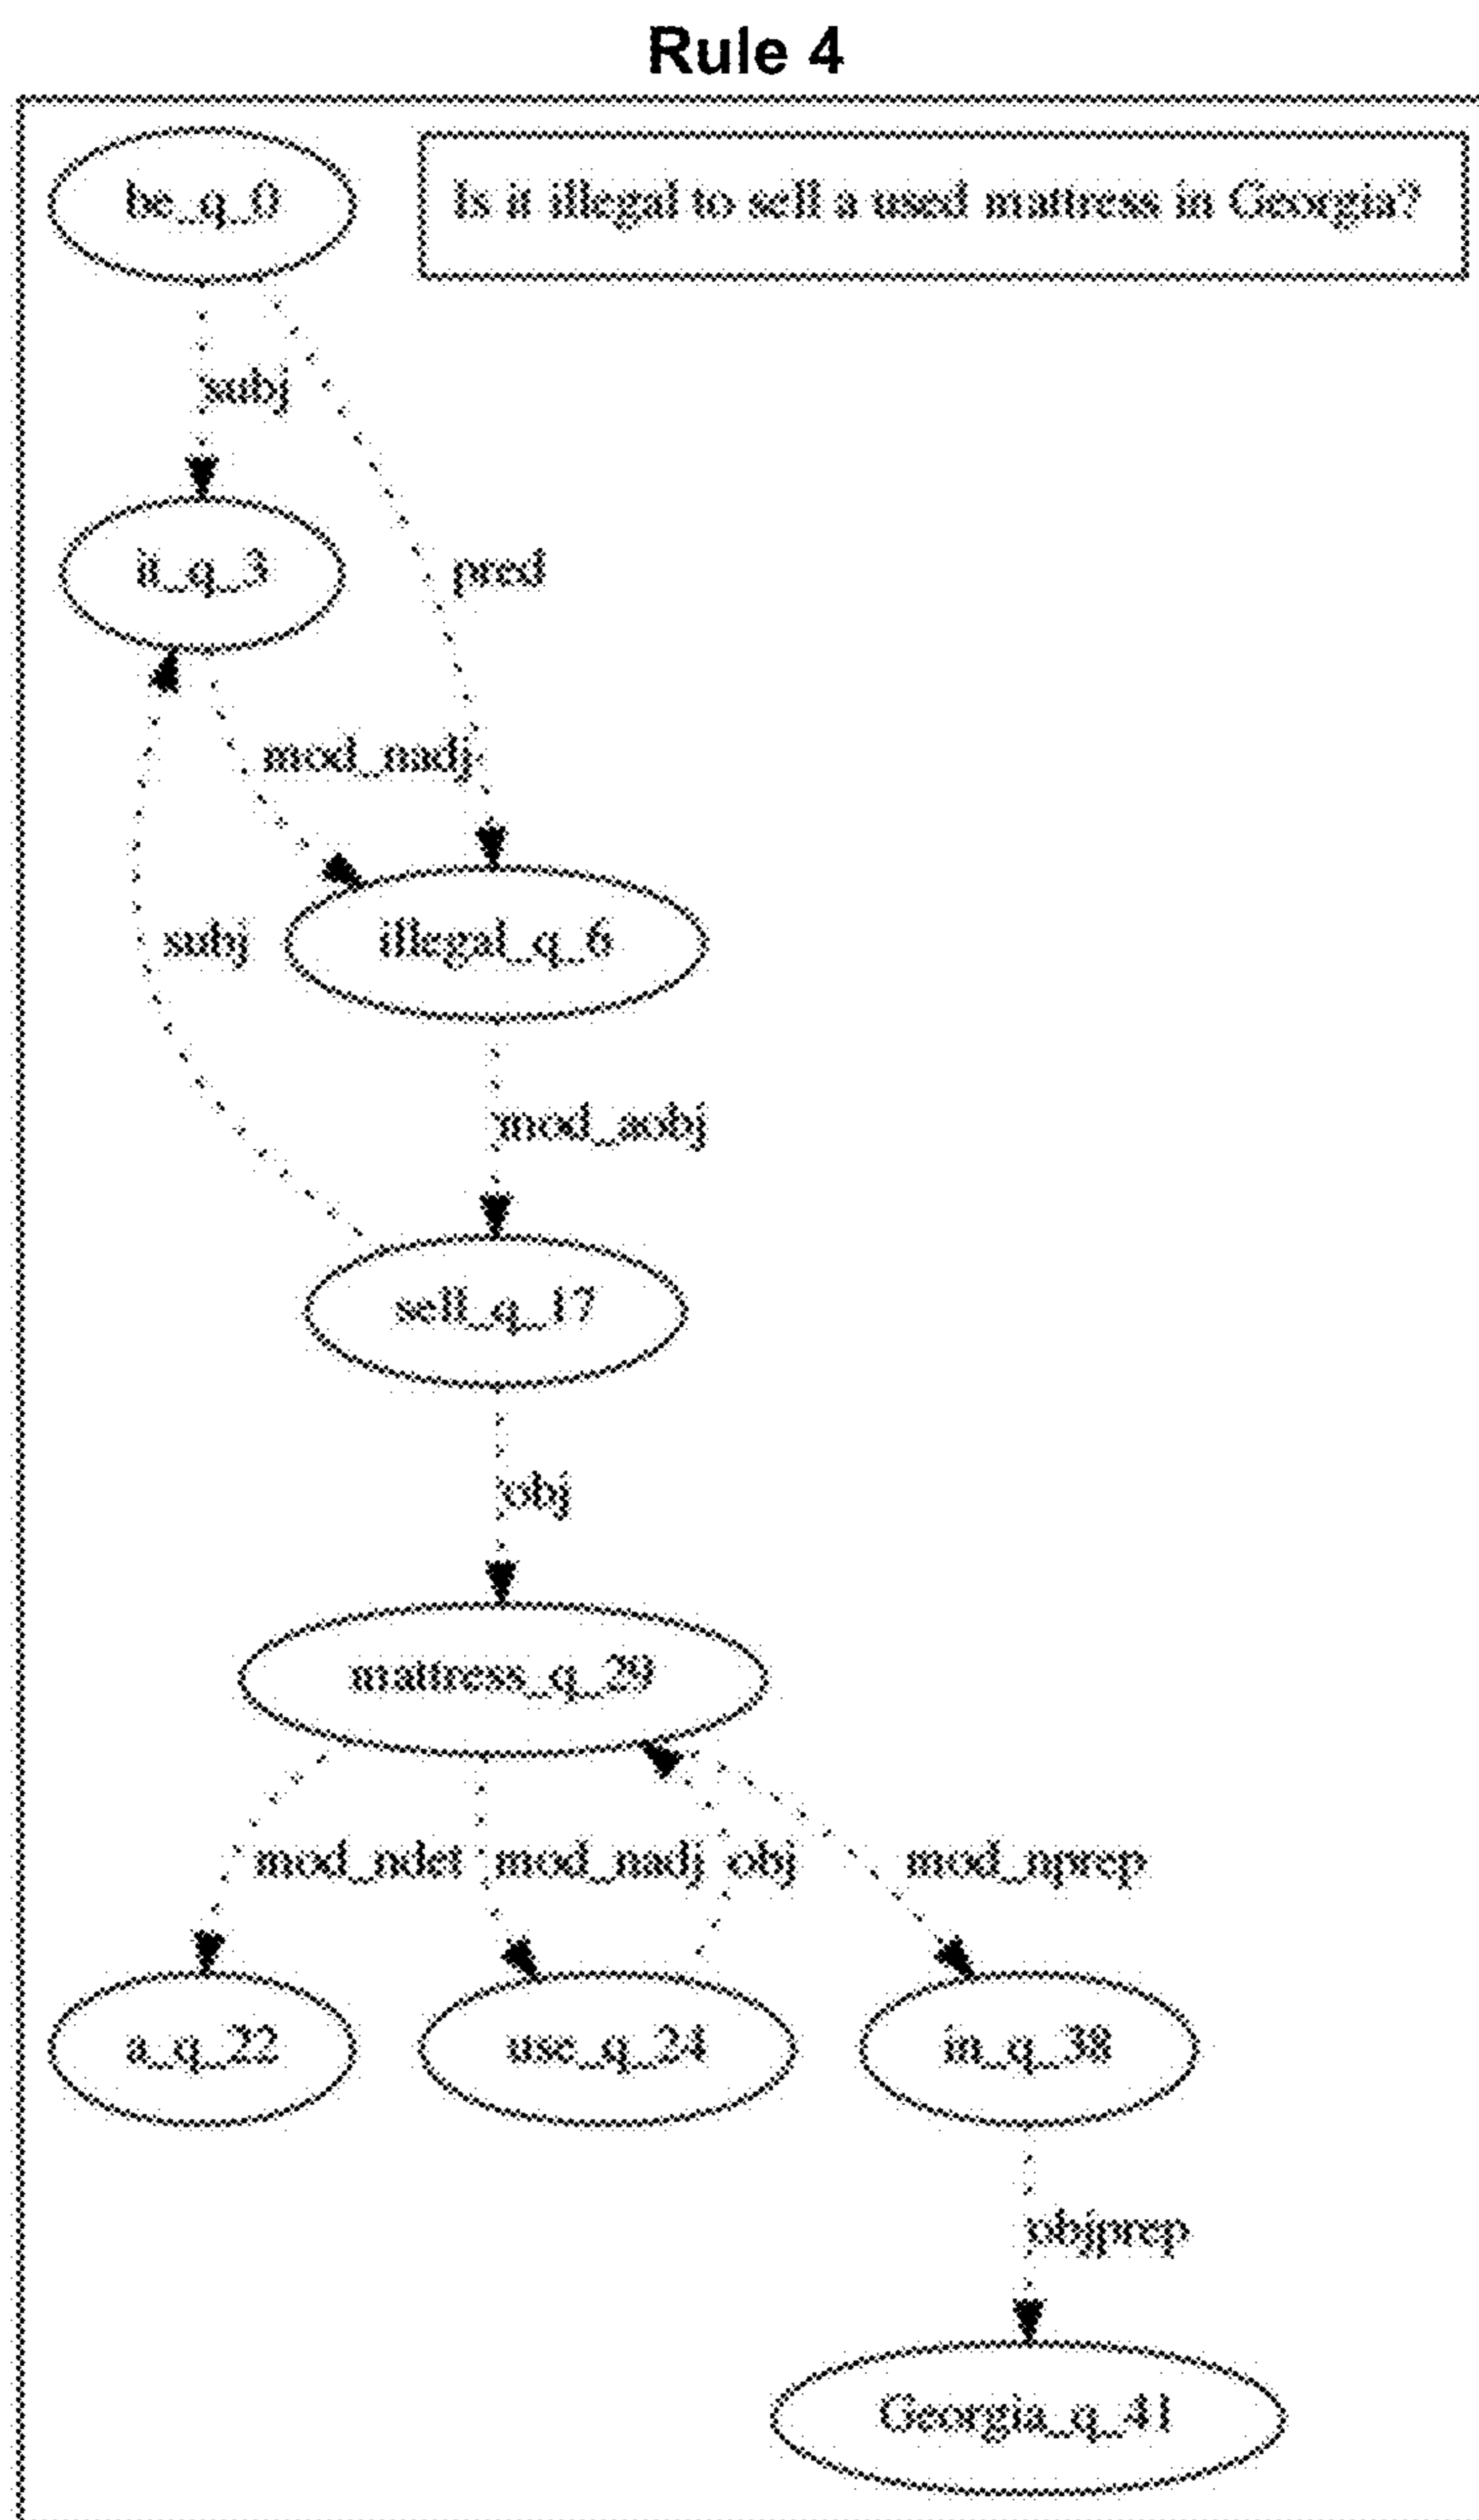 Rule 4
be_q_0
Is it illegal to sell a used mattress in Georgia?
subj
it_q_3
pred
mod_nadj
subj
illegal_q_6
mod_aobj
sell_q_17
obj
mattress_q_29
mod_ndet mod_nadj obj mod_nprep
a_q_22 use_q_24 in_q_38
objprep
Georgia_q_41